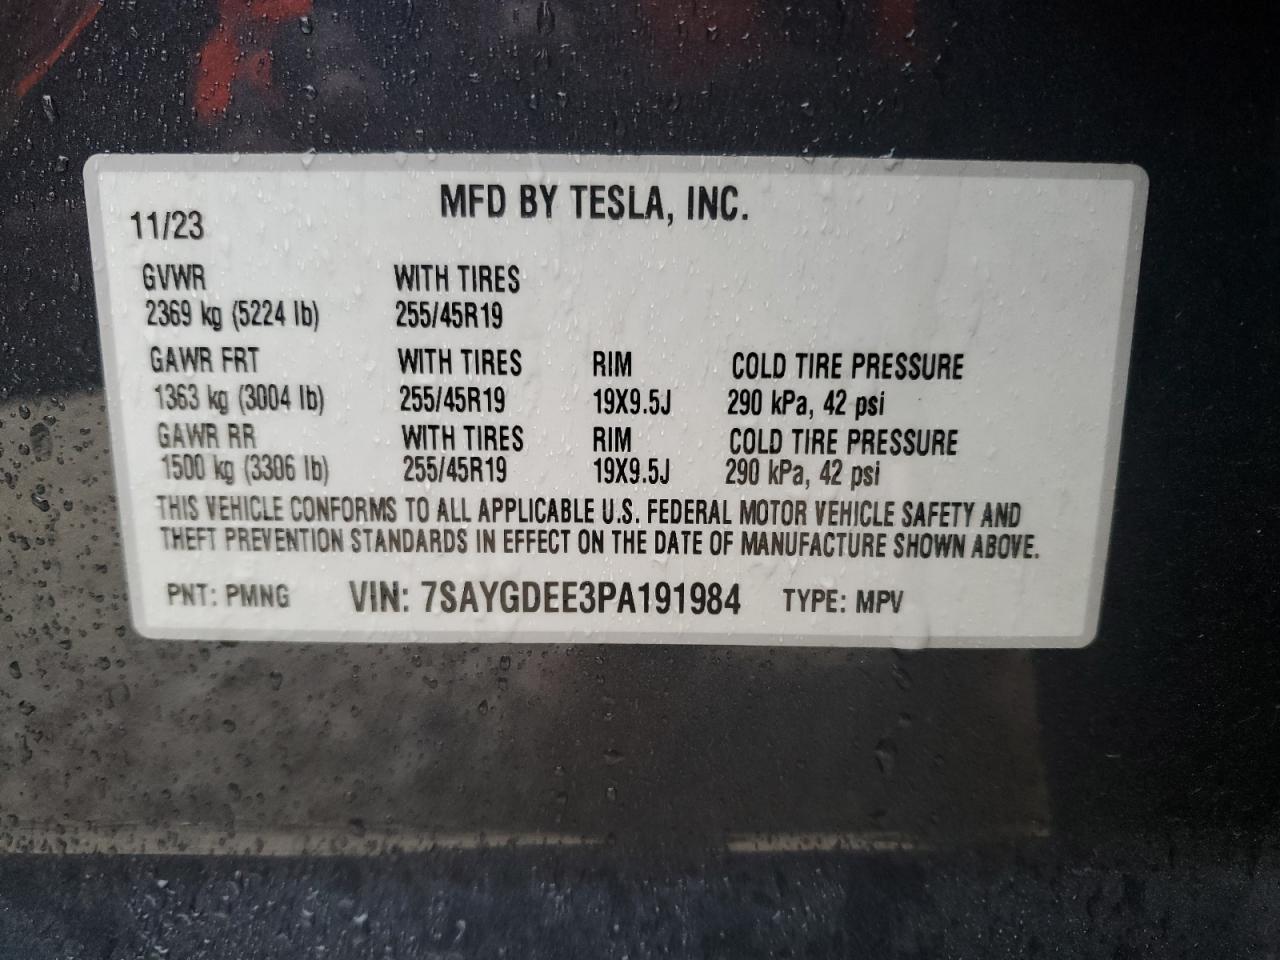 MFD BY TESLA, INC.
11/23
GVWR WITH TIRES
2369 kg (5224 lb) 255/45R19
GAWR FRT WITH TIRES RIM COLD TIRE PRESSURE
1363 kg (3004 lb) 255/45R19 19X9.5J 290 kPa, 42 psi
GAWR RR WITH TIRES RIM COLD TIRE PRESSURE
1500 kg (3306 lb) 255/45R19 19X9.5J 290 kPa, 42 psi
THIS VEHICLE CONFORMS TO ALL APPLICABLE U.S. FEDERAL MOTOR VEHICLE SAFETY AND
THEFT PREVENTION STANDARDS IN EFFECT ON THE DATE OF MANUFACTURE SHOWN ABOVE.
PNT: PMNG VIN: 7SAYGDEE3PA191984 TYPE: MPV